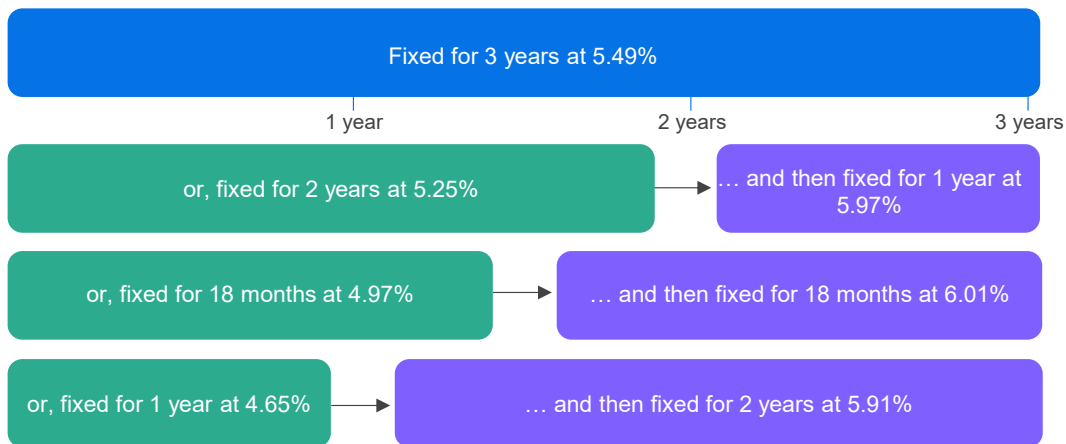 Fixed for 3 years at 5.49%
1 year
2 years
3 years
or, fixed for 2 years at 5.25%
… and then fixed for 1 year at
5.97%
or, fixed for 18 months at 4.97%
… and then fixed for 18 months at 6.01%
or, fixed for 1 year at 4.65%
… and then fixed for 2 years at 5.91%